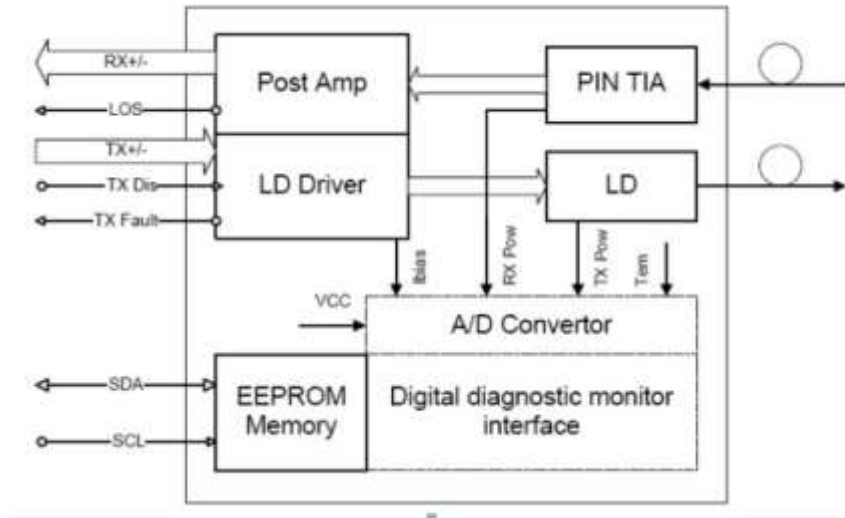 RX+/-
Post Amp
PIN TIA
LOS
TX+/-
TX Dis
LD Driver
LD
TX Fault
Ibias
RX Pow
TX Pow
Tem
VCC
A/D Convertor
SDA
EEPROM
Memory
Digital diagnostic monitor
interface
SCL